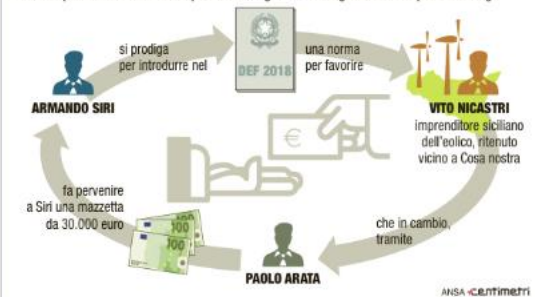 si prodiga
per introdurre nel
DEF 2018
una norma
per favorire
ARMANDO SIRI
VITO NICASTRI
imprenditore siciliano
dell'eolico, ritenuto
vicino a Cosa nostra
€
fa pervenire
a Siri una mazzetta
da 30.000 euro
100
100
che in cambio,
tramite
PAOLO ARATA
ANSA centimetri